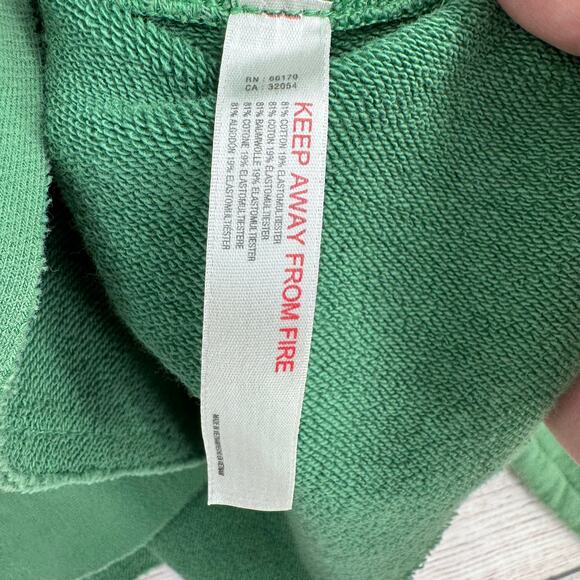 RN : 66170
CA : 32054
KEEP AWAY FROM FIRE
81% COTTON 19% ELASTOMULTIESTER
81% COTON 19% ÉLASTOMULTIESTER
81% BAUMWOLLE 19% ELASTOMULTIESTER
81% COTONE 19% ELASTOMULTIESTERE
81% ALGODÓN 19% ELASTOMULTIÉSTER